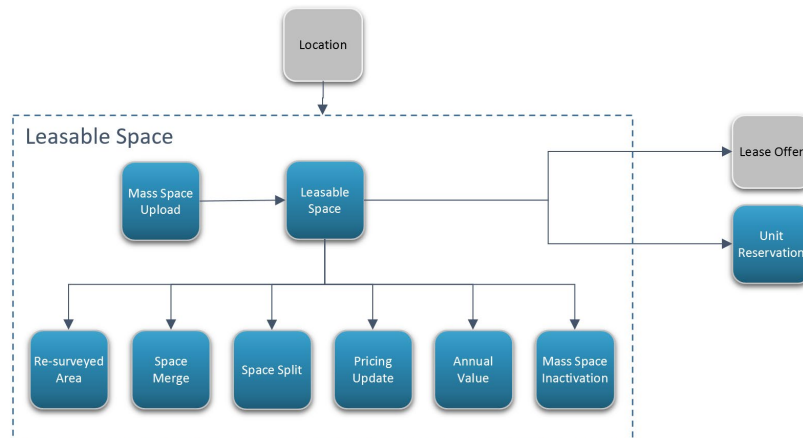 Location
Leasable Space
Lease Offer
Mass Space
Upload
Leasable
Space
Unit
Reservation
Re-surveyed
Area
Space
Merge
Space Split
Pricing
Update
Annual
Value
Mass Space
Inactivation